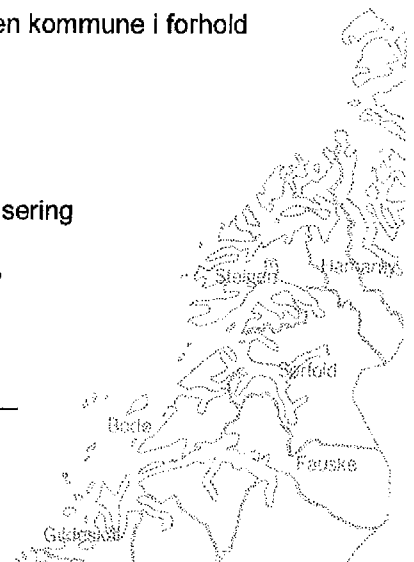 en kommune i forhold
sering
Steigen
Hamarøy
Sørfold
Bodø
Fauske
Gildeskål